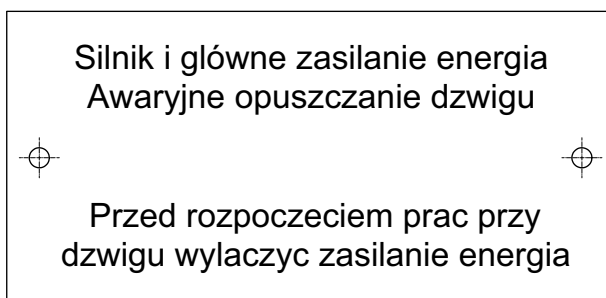 Silnik i glówne zasilanie energia
Awaryjne opuszczanie dzwigu
Przed rozpoczeciem prac przy
dzwigu wylaczyc zasilanie energia